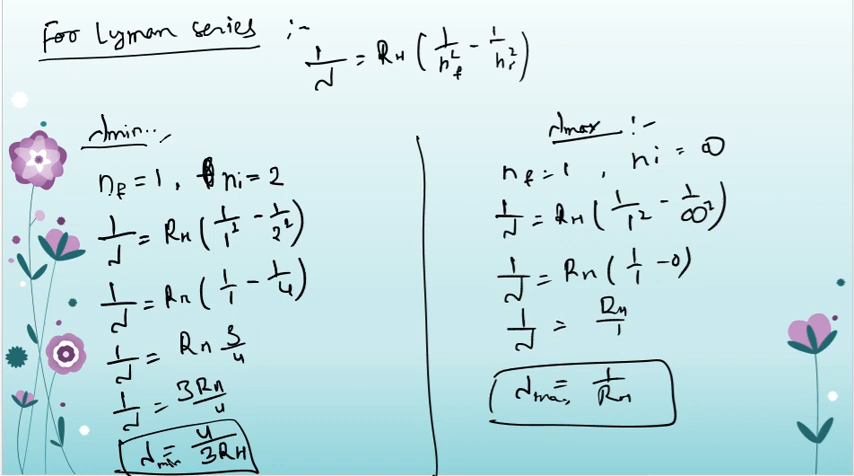 For Lyman series :-
1/λ = RH ( 1/nf² - 1/ni² )
λmin :-
nf = 1 , ni = 2
1/λ = RH ( 1/1² - 1/2² )
1/λ = RH ( 1/1 - 1/4 )
1/λ = RH 3/4
1/λ = 3RH/4
λmin = 4/3RH
λmax :-
nf = 1 , ni = ∞
1/λ = RH ( 1/1² - 1/∞² )
1/λ = RH ( 1/1 - 0 )
1/λ = RH/1
λmax = 1/RH